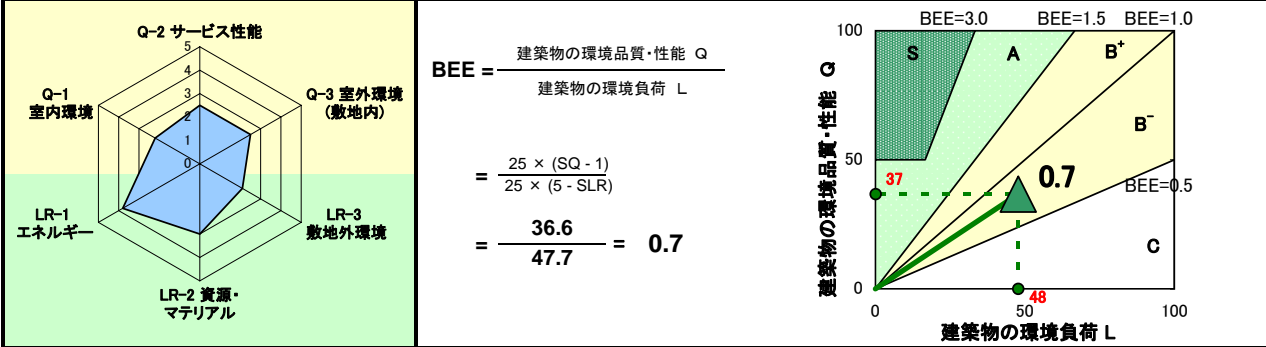 Q-2 サービス性能
5
4
3
2
1
0
Q-1
室内環境
Q-3 室外環境
(敷地内)
LR-1
エネルギー
LR-3
敷地外環境
LR-2 資源・
マテリアル
BEE = 建築物の環境品質・性能 Q
建築物の環境負荷 L
= 25 × (SQ - 1)
25 × (5 - SLR)
= 36.6
47.7
= 0.7
BEE=3.0 BEE=1.5 BEE=1.0
100
S A B+
B-
50
37
0.7
BEE=0.5
C
0
48
0 50 100
建築物の環境品質・性能 Q
建築物の環境負荷 L